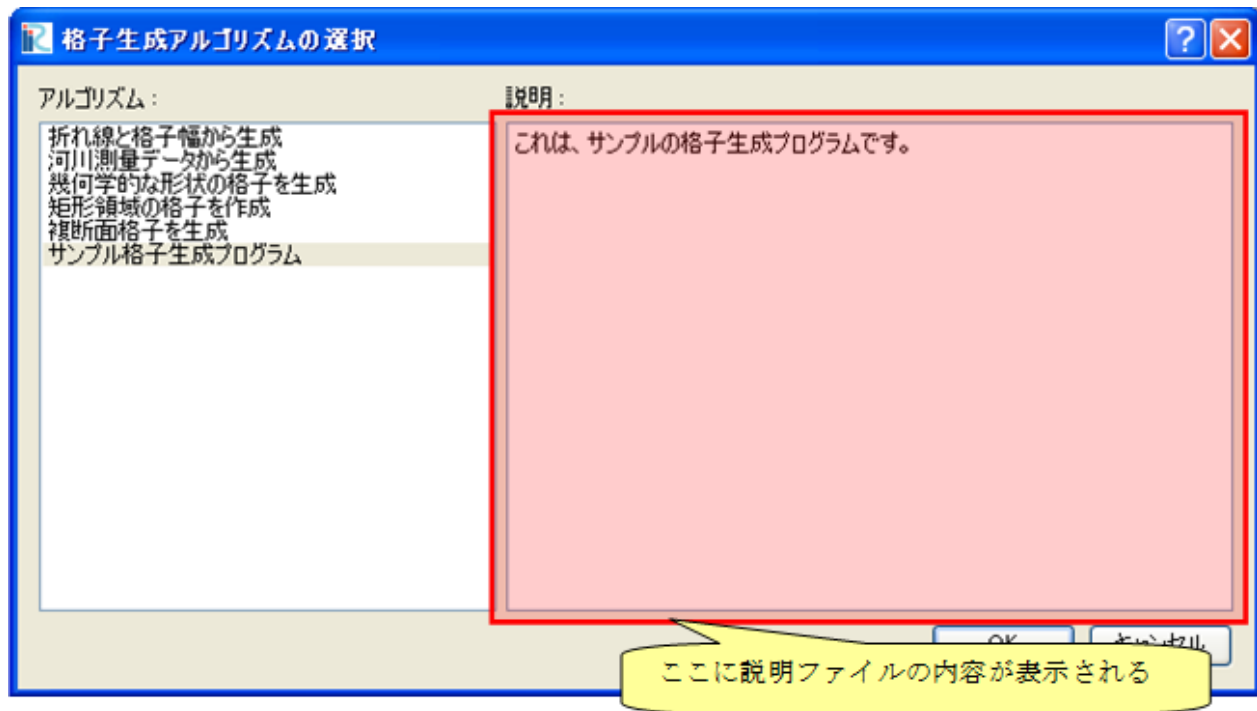 格子生成アルゴリズムの選択
アルゴリズム:
説明:
折れ線と格子幅から生成
河川測量データから生成
幾何学的な形状の格子を生成
矩形領域の格子を作成
複断面格子を生成
サンプル格子生成プログラム
これは、サンプルの格子生成プログラムです。
OK
キャンセル
ここに説明ファイルの内容が表示される